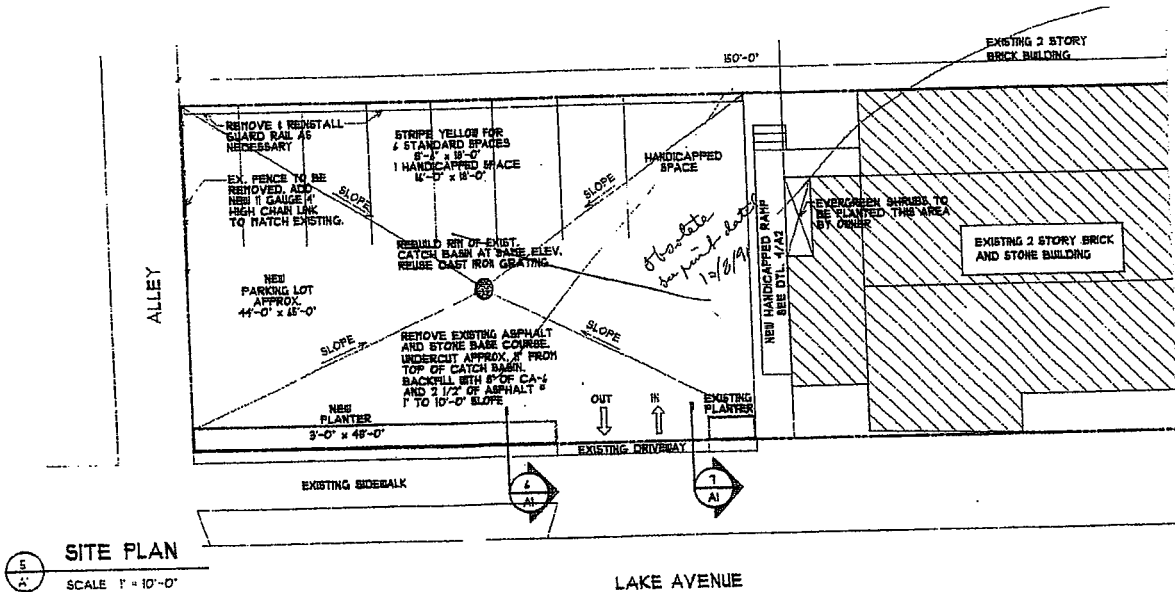 EXISTING 2 STORY
BRICK BUILDING
150'-0"
REMOVE & REINSTALL
GUARD RAIL AS
NECESSARY
STRIPE YELLOW FOR
6 STANDARD SPACES
8'-6" x 18'-0"
1 HANDICAPPED SPACE
16'-0" x 18'-0"
HANDICAPPED
SPACE
EX. FENCE TO BE
REMOVED. ADD
NEW 11 GAUGE 4'
HIGH CHAIN LINK
TO MATCH EXISTING.
SLOPE
SLOPE
EVERGREEN SHRUBS TO
BE PLANTED THIS AREA
BY OWNER
NEW HANDICAPPED RAMP
SEE DTL. 4/A2
EXISTING 2 STORY BRICK
AND STONE BUILDING
REBUILD RIM OF EXIST.
CATCH BASIN AT SAME ELEV.
REUSE CAST IRON GRATING
obsolete
see print dated
12/8/91
ALLEY
NEW
PARKING LOT
APPROX.
44'-0" x 65'-0"
SLOPE
SLOPE
REMOVE EXISTING ASPHALT
AND STONE BASE COURSE.
UNDERCUT APPROX. 11" FROM
TOP OF CATCH BASIN.
BACKFILL WITH 8" OF CA-6
AND 2 1/2" OF ASPHALT @
1" TO 10'-0" SLOPE
OUT
IN
EXISTING
PLANTER
NEW
PLANTER
3'-0" x 48'-0"
EXISTING DRIVEWAY
EXISTING SIDEWALK
6
A1
7
A1
5
A1
SITE PLAN
SCALE 1" = 10'-0"
LAKE AVENUE